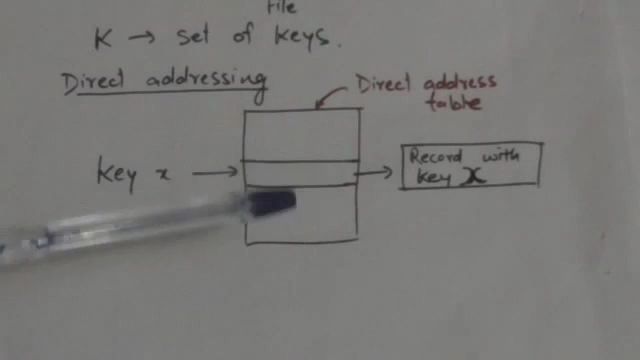 File
K → Set of keys.
Direct addressing
Direct address
table
Key x →
Record with
key X